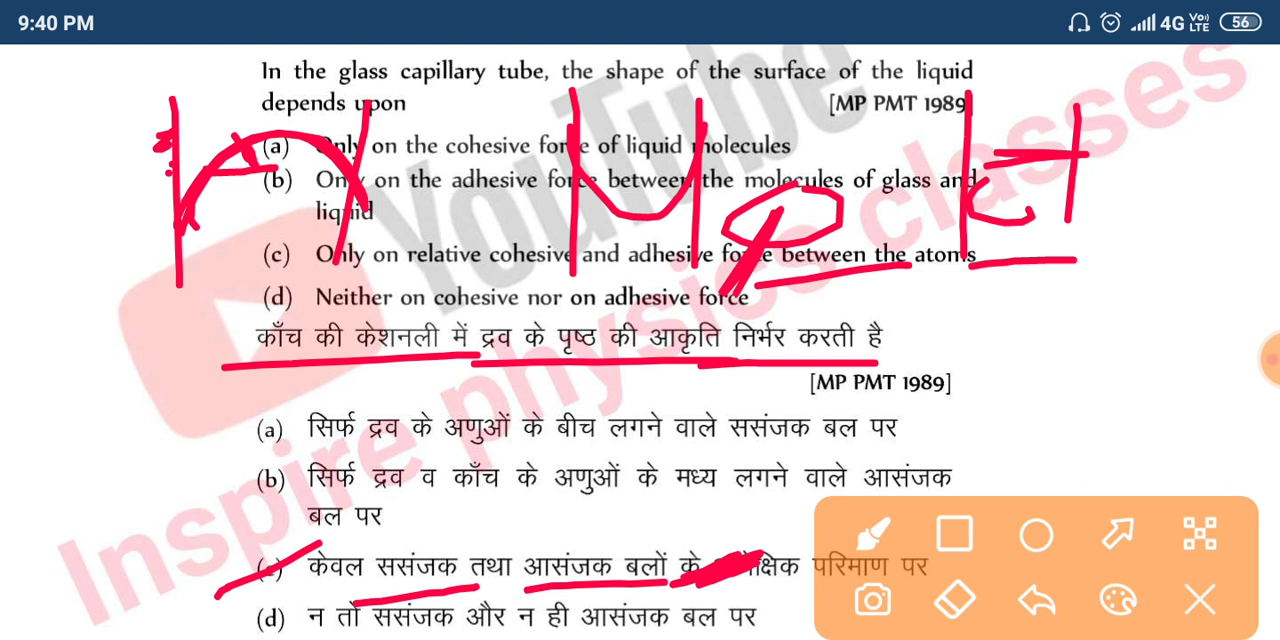 9:40 PM
4G Vo) LTE 56
In the glass capillary tube, the shape of the surface of the liquid
depends upon [MP PMT 1989]
(a) Only on the cohesive force of liquid molecules
(b) Only on the adhesive force between the molecules of glass and
liquid
(c) Only on relative cohesive and adhesive force between the atoms
(d) Neither on cohesive nor on adhesive force
काँच की केशनली में द्रव के पृष्ठ की आकृति निर्भर करती है
[MP PMT 1989]
(a) सिर्फ द्रव के अणुओं के बीच लगने वाले ससंजक बल पर
(b) सिर्फ द्रव व काँच के अणुओं के मध्य लगने वाले आसंजक
बल पर
(c) केवल ससंजक तथा आसंजक बलों के परिमाण पर
(d) न तो ससंजक और न ही आसंजक बल पर
YouTube
Inspire physics classes